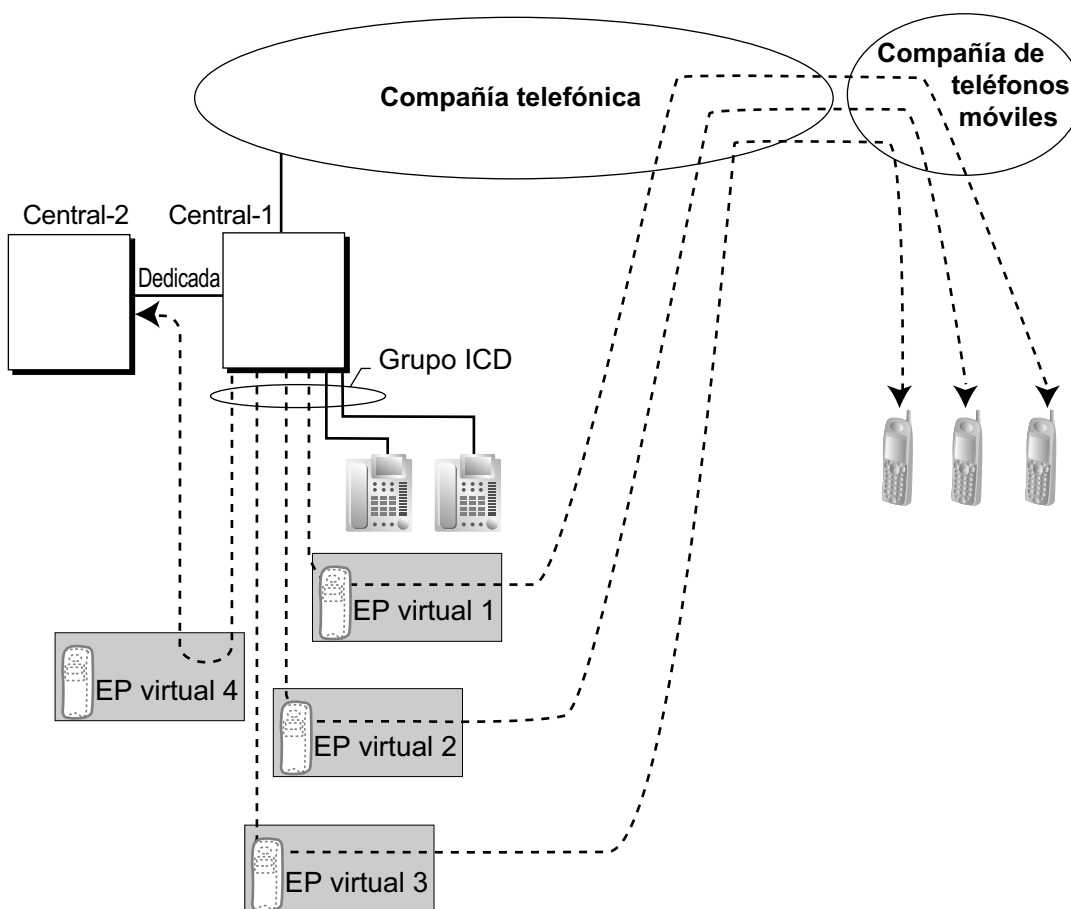 Compañía telefónica
Compañía de
teléfonos
móviles
Central-2
Central-1
Dedicada
Grupo ICD
EP virtual 1
EP virtual 4
EP virtual 2
EP virtual 3